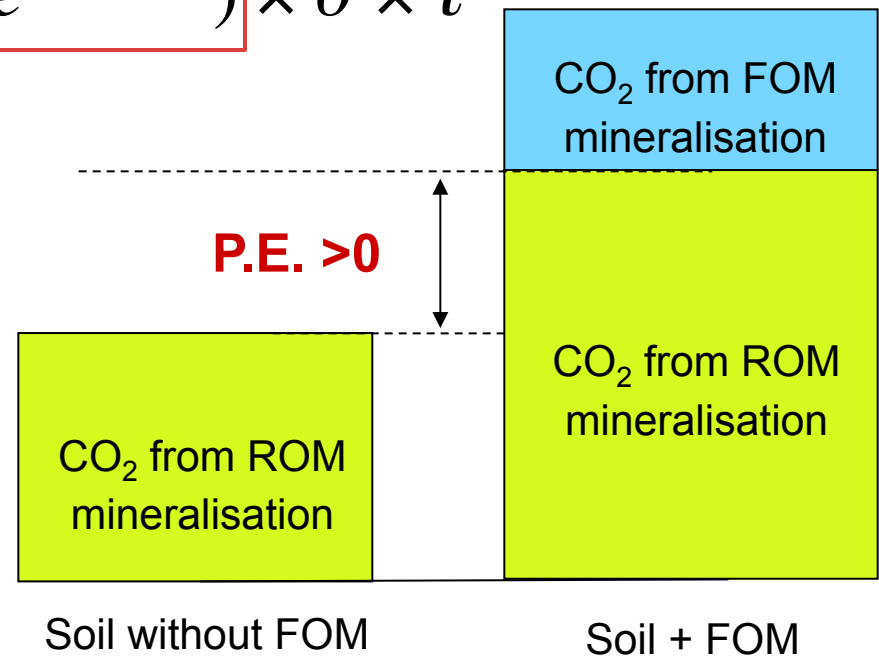 ) × θ × τ
CO₂ from FOM
mineralisation
P.E. >0
CO₂ from ROM
mineralisation
CO₂ from ROM
mineralisation
Soil without FOM
Soil + FOM